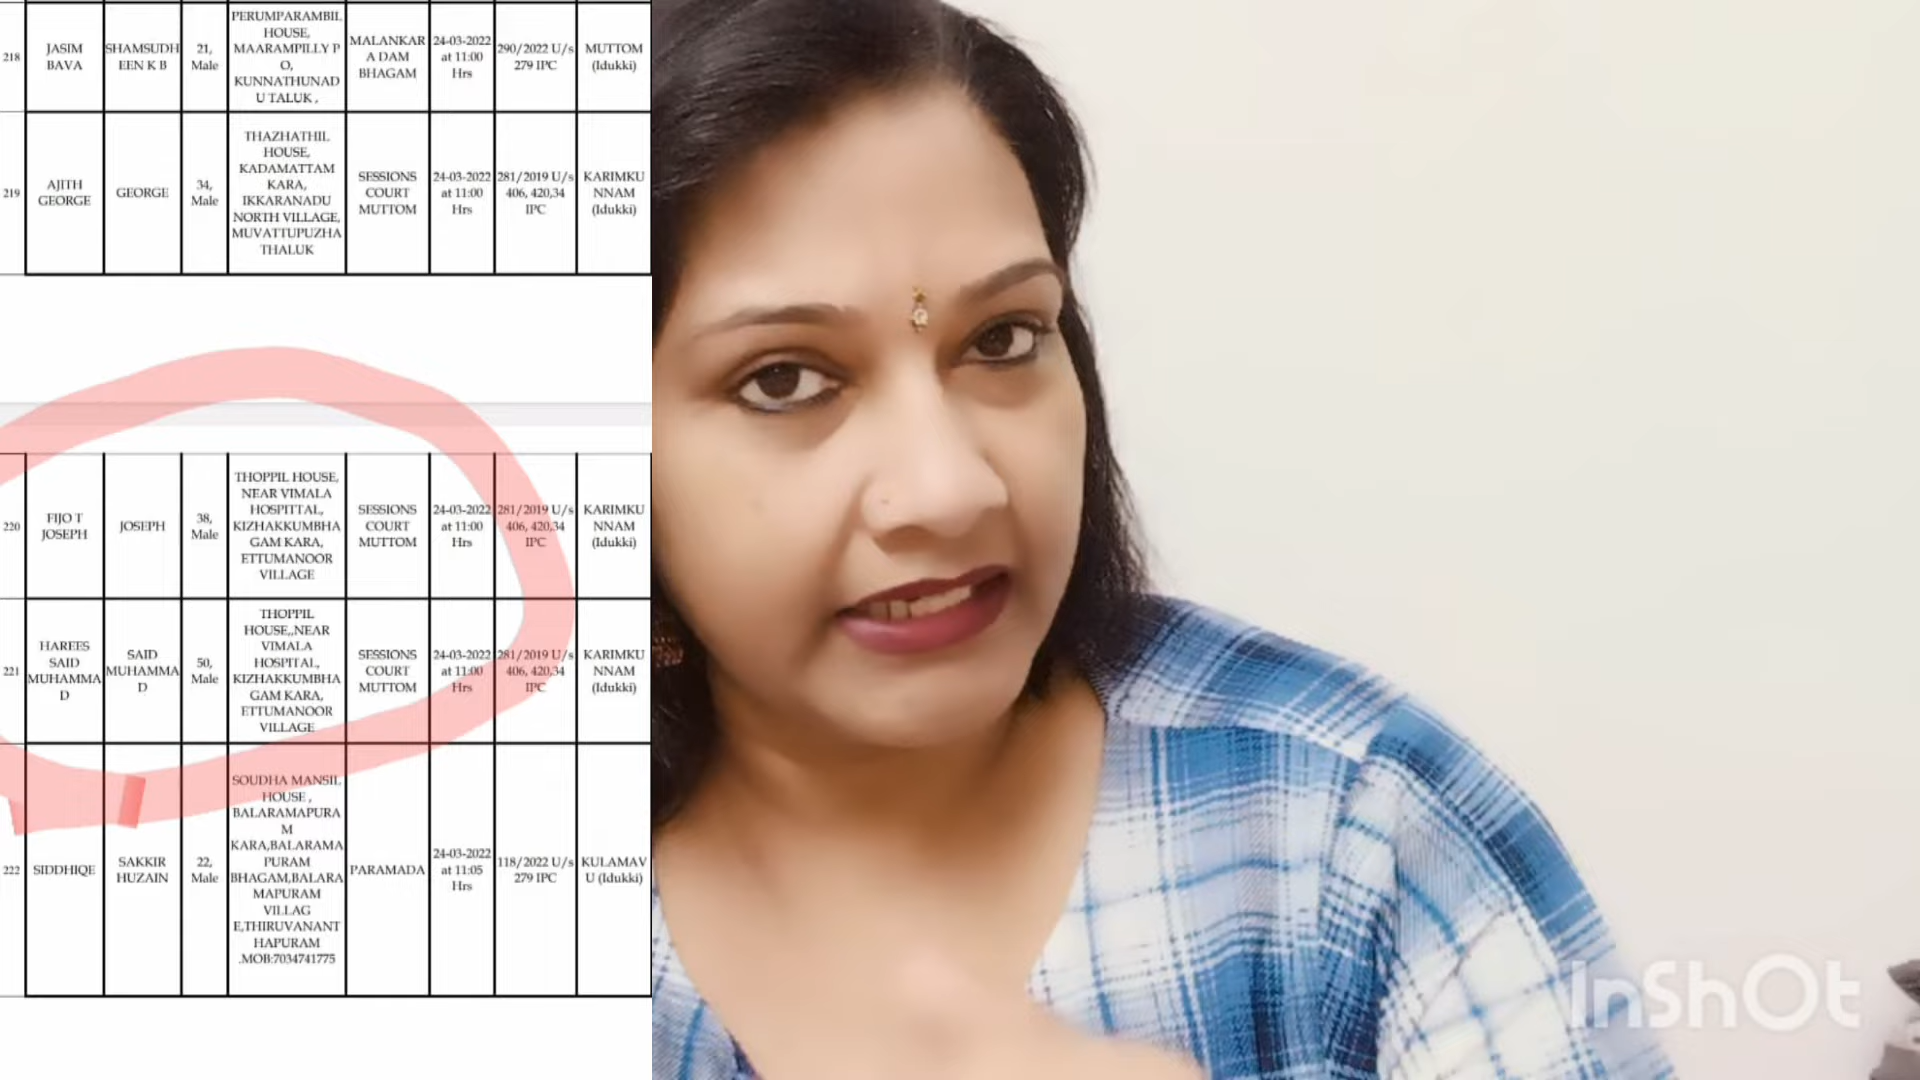 218
JASIM
BAVA
SHAMSUDH
EEN K B
21,
Male
PERUMPARAMBIL
HOUSE,
MAARAMPILLY P
O,
KUNNATHUNAD
U TALUK ,
MALANKAR
A DAM
BHAGAM
24-03-2022
at 11:00
Hrs
290/2022 U/s
279 IPC
MUTTOM
(Idukki)
219
AJITH
GEORGE
GEORGE
34,
Male
THAZHATHIL
HOUSE,
KADAMATTAM
KARA,
IKKARANADU
NORTH VILLAGE,
MUVATTUPUZHA
THALUK
SESSIONS
COURT
MUTTOM
24-03-2022
at 11:00
Hrs
281/2019 U/s
406, 420,34
IPC
KARIMKU
NNAM
(Idukki)
220
FIJO T
JOSEPH
JOSEPH
38,
Male
THOPPIL HOUSE,
NEAR VIMALA
HOSPITTAL,
KIZHAKKUMBHA
GAM KARA,
ETTUMANOOR
VILLAGE
SESSIONS
COURT
MUTTOM
24-03-2022
at 11:00
Hrs
281/2019 U/s
406, 420,34
IPC
KARIMKU
NNAM
(Idukki)
221
HAREES
SAID
MUHAMMA
D
SAID
MUHAMMA
D
50,
Male
THOPPIL
HOUSE,,NEAR
VIMALA
HOSPITAL,
KIZHAKKUMBHA
GAM KARA,
ETTUMANOOR
VILLAGE
SESSIONS
COURT
MUTTOM
24-03-2022
at 11:00
Hrs
281/2019 U/s
406, 420,34
IPC
KARIMKU
NNAM
(Idukki)
222
SIDDHIQE
SAKKIR
HUZAIN
22,
Male
SOUDHA MANSIL
HOUSE ,
BALARAMAPURA
M
KARA,BALARAMA
PURAM
BHAGAM,BALARA
MAPURAM
VILLAG
E,THIRUVANANT
HAPURAM
.MOB:7034741775
PARAMADA
24-03-2022
at 11:05
Hrs
118/2022 U/s
279 IPC
KULAMAV
U (Idukki)
InShOt